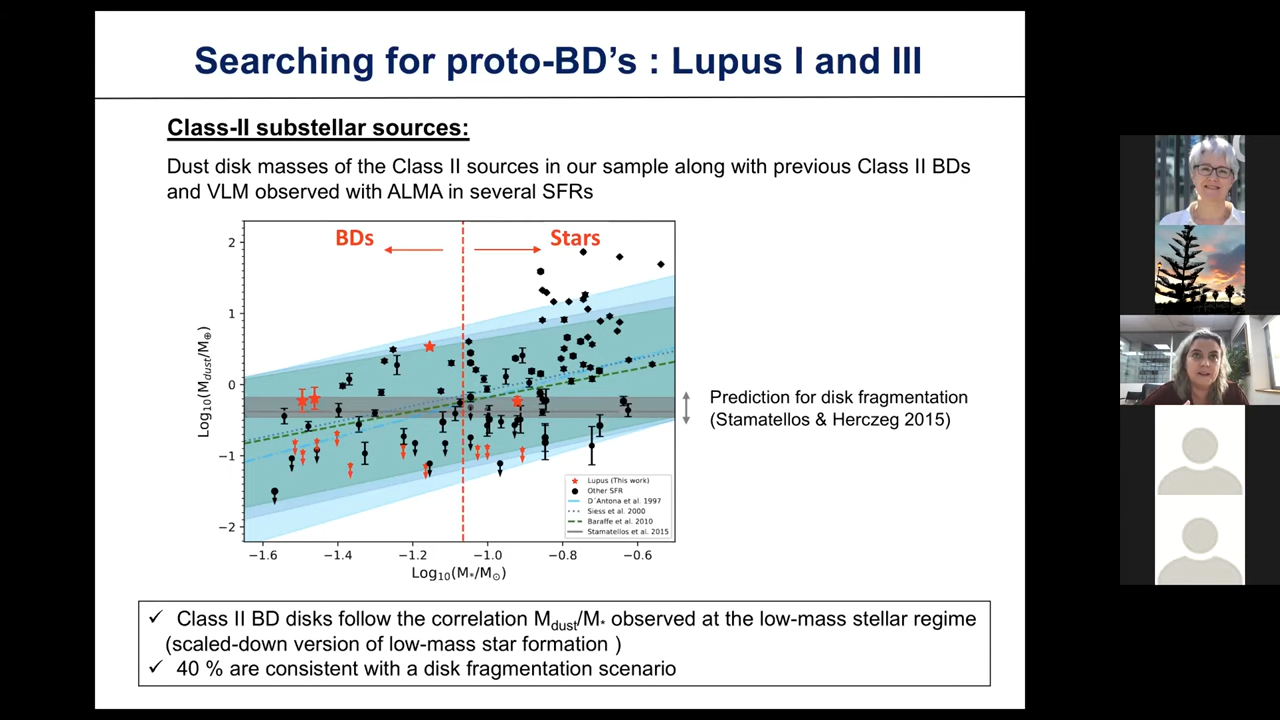 Searching for proto-BD's : Lupus I and III
Class-II substellar sources:
Dust disk masses of the Class II sources in our sample along with previous Class II BDs
and VLM observed with ALMA in several SFRs
BDs
Stars
2
1
0
−1
−2
Log10(Mdust/M⊕)
−1.6
−1.4
−1.2
−1.0
−0.8
−0.6
Log10(M*/M⊙)
Lupus (This work)
Other SFR
D´Antona et al. 1997
Siess et al. 2000
Baraffe et al. 2010
Stamatellos et al. 2015
Prediction for disk fragmentation
(Stamatellos & Herczeg 2015)
✓ Class II BD disks follow the correlation Mdust/M* observed at the low-mass stellar regime
(scaled-down version of low-mass star formation )
✓ 40 % are consistent with a disk fragmentation scenario